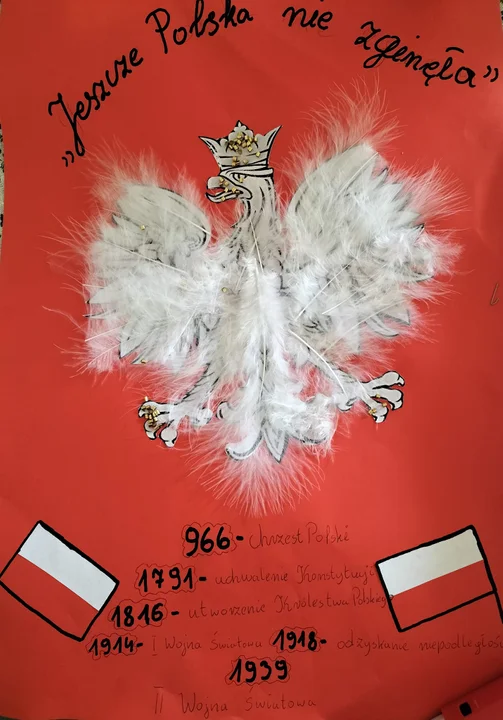 „Jeszcze Polska nie zginęła”
966 - chrzest Polski
1791 - uchwalenie Konstytucji
1816 - utworzenie Królestwa Polskiego
1914 - I Wojna Światowa 1918 - odzyskanie niepodległości
1939
II Wojna Światowa